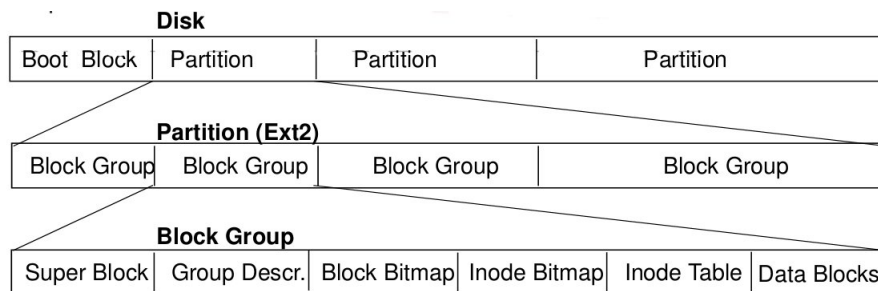 Disk
Boot Block Partition Partition Partition
Partition (Ext2)
Block Group Block Group Block Group Block Group
Block Group
Super Block Group Descr. Block Bitmap Inode Bitmap Inode Table Data Blocks